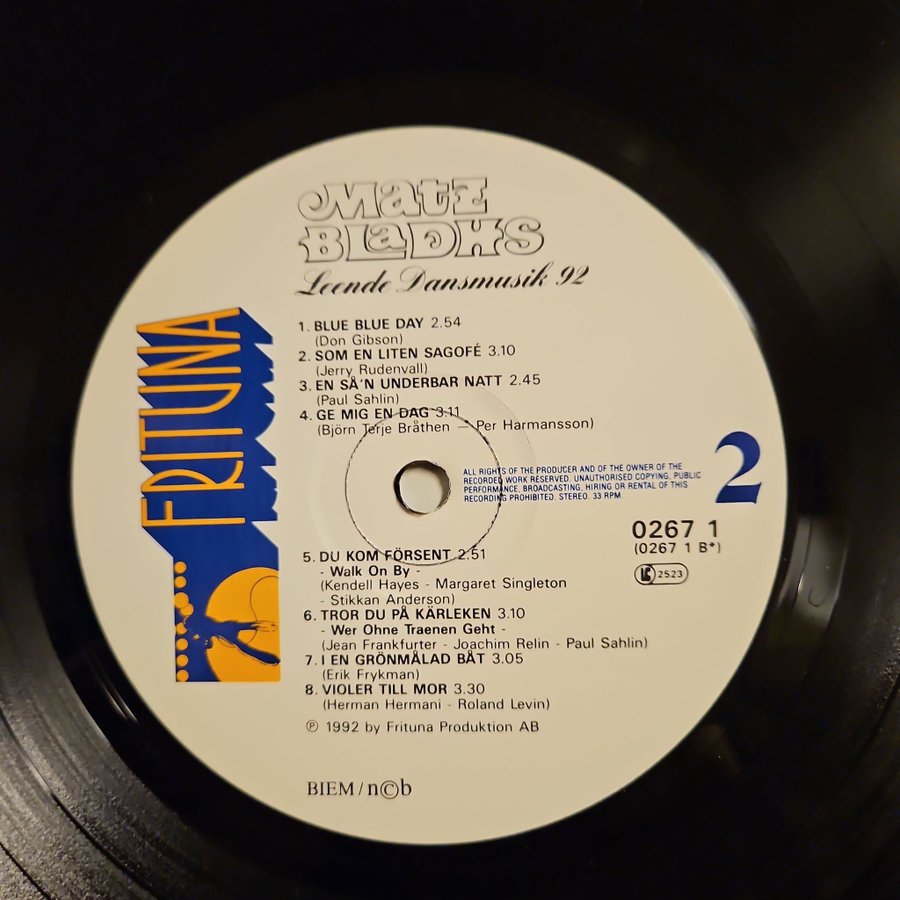 Matz
BLaDHS
Leende Dansmusik 92
FRITUNA
1. BLUE BLUE DAY 2.54
(Don Gibson)
2. SOM EN LITEN SAGOFÉ 3.10
(Jerry Rudenvall)
3. EN SÅ'N UNDERBAR NATT 2.45
(Paul Sahlin)
4. GE MIG EN DAG 3.11
(Björn Terje Bråthen - Per Harmansson)
ALL RIGHTS OF THE PRODUCER AND OF THE OWNER OF THE
RECORDED WORK RESERVED. UNAUTHORISED COPYING, PUBLIC
PERFORMANCE, BROADCASTING, HIRING OR RENTAL OF THIS
RECORDING PROHIBITED. STEREO. 33 RPM.
2
0267 1
(0267 1 B*)
LC 2523
5. DU KOM FÖRSENT 2.51
- Walk On By -
(Kendell Hayes - Margaret Singleton
- Stikkan Anderson)
6. TROR DU PÅ KÄRLEKEN 3.10
- Wer Ohne Traenen Geht -
(Jean Frankfurter - Joachim Relin - Paul Sahlin)
7. I EN GRÖNMÅLAD BÅT 3.05
(Erik Frykman)
8. VIOLER TILL MOR 3.30
(Herman Hermani - Roland Levin)
℗ 1992 by Frituna Produktion AB
BIEM / n©b